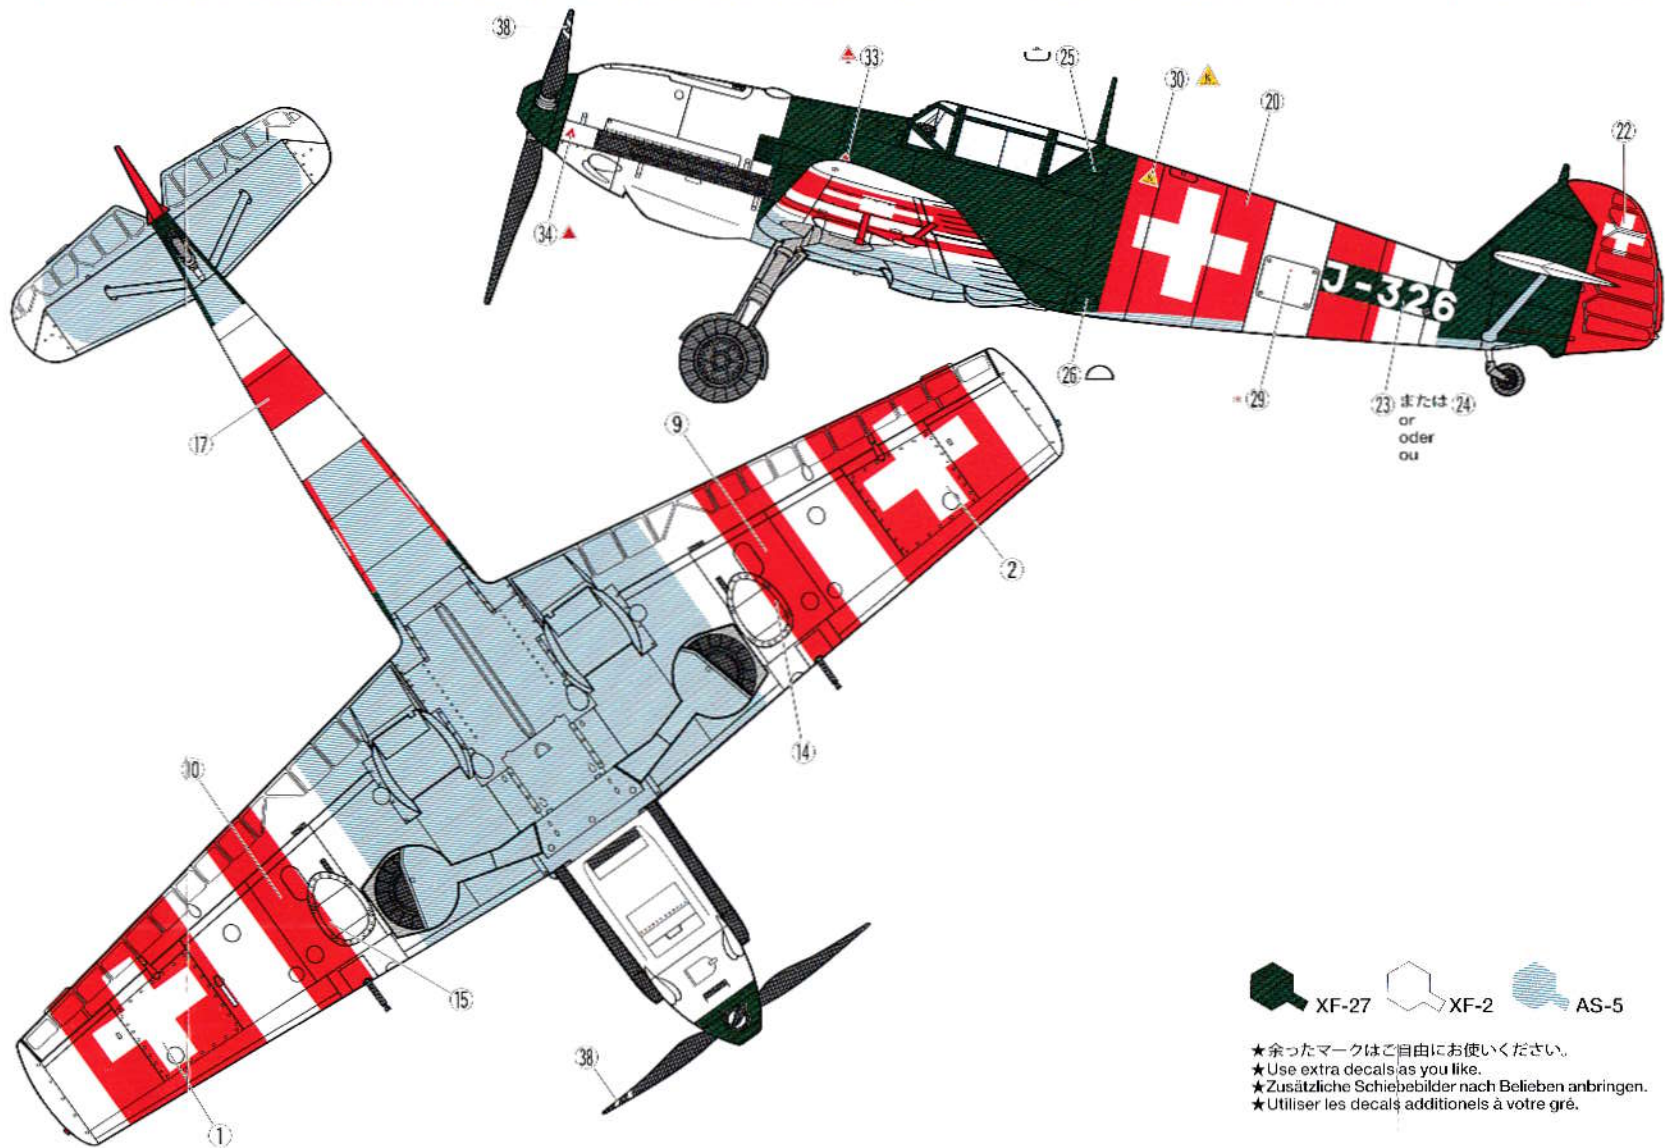 38
33
25
30
K
20
22
34
K
J-326
26
29
23 または 24
or
oder
ou
17
9
2
14
10
15
38
1
XF-27 XF-2 AS-5
★余ったマークはご自由にお使いください。
★Use extra decals as you like.
★Zusätzliche Schiebebilder nach Belieben anbringen.
★Utiliser les decals additionels à votre gré.